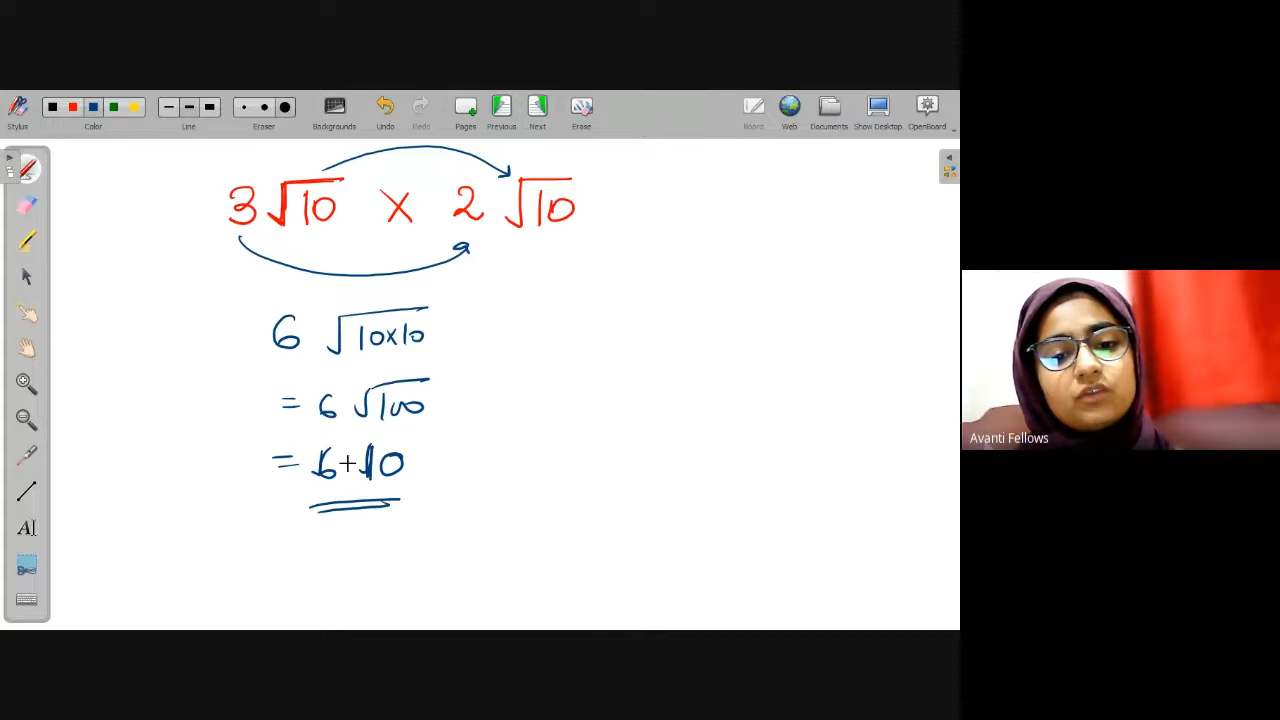 Stylus Color Line Eraser Backgrounds Undo Redo Pages Previous Next Erase Board Web Documents Show Desktop OpenBoard
3√10 × 2√10
6 √10×10
= 6√100
= 6+10
Avanti Fellows